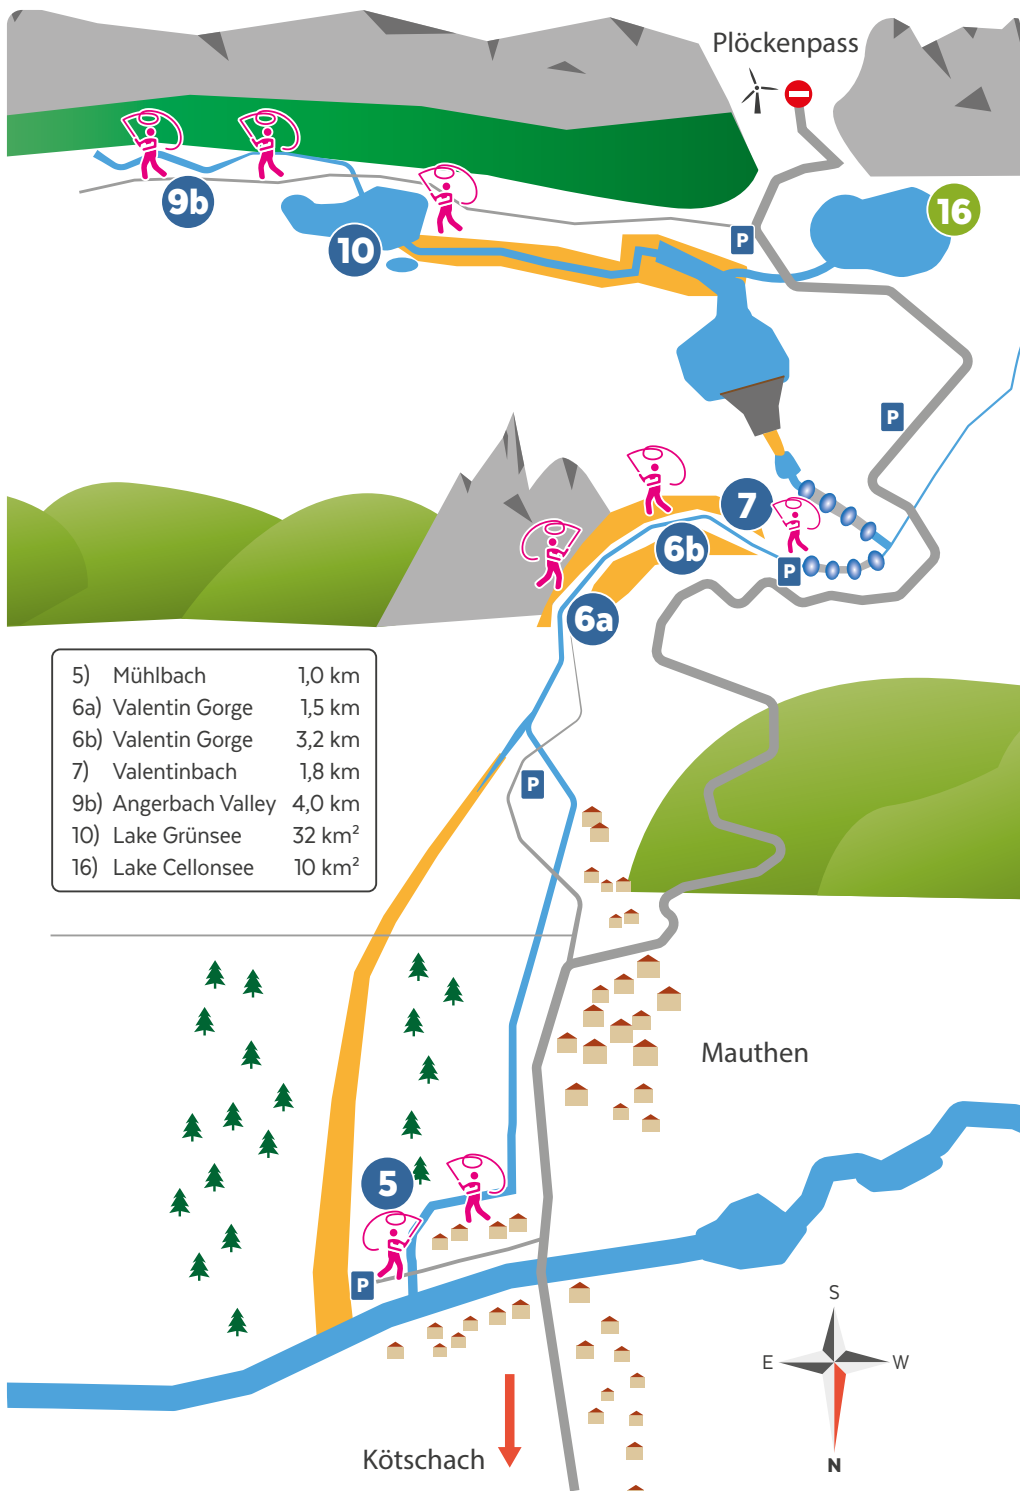 Plöckenpass
9b
16
10
P
P
7
6b
P
6a
5) Mühlbach 1,0 km
6a) Valentin Gorge 1,5 km
6b) Valentin Gorge 3,2 km
7) Valentinbach 1,8 km
9b) Angerbach Valley 4,0 km
10) Lake Grünsee 32 km²
16) Lake Cellonsee 10 km²
P
Mauthen
5
P
S
E W
N
Kötschach